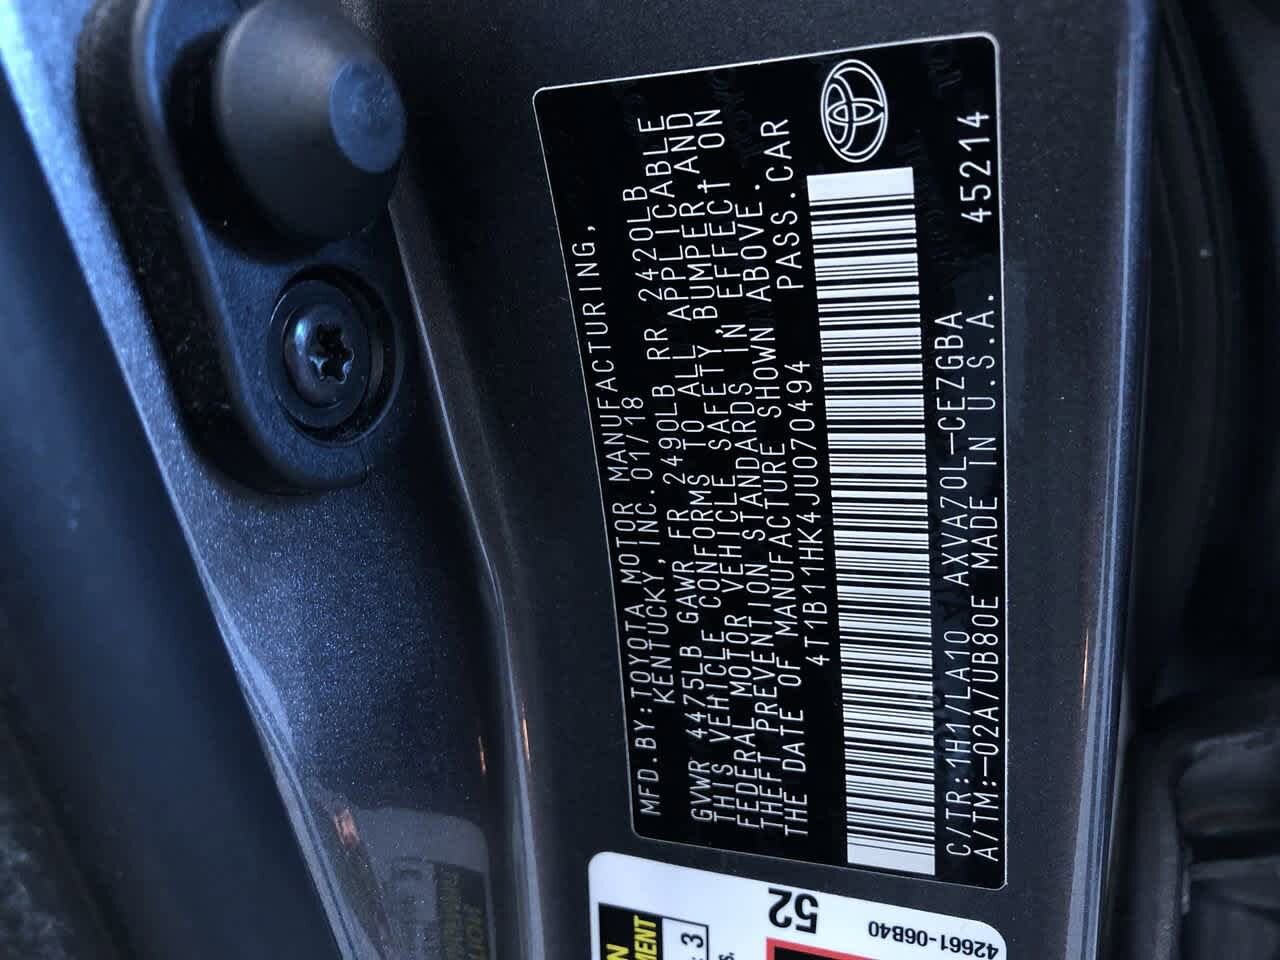 MFD.BY:TOYOTA MOTOR MANUFACTURING,
KENTUCKY,INC.01/18
GVWR 4475LB GAWR FR 2490LB RR 2420LB
THIS VEHICLE CONFORMS TO ALL APPLICABLE
FEDERAL MOTOR VEHICLE SAFETY,BUMPER,AND
THEFT PREVENTION STANDARDS IN EFFECT ON
THE DATE OF MANUFACTURE SHOWN ABOVE.
4T1B11HK4JU070494 PASS.CAR
C/TR:1H1/LA10 AXVA70L-CEZGBA
A/TM:-02A/UB80E MADE IN U.S.A.
45214
52
42661-06B40
3